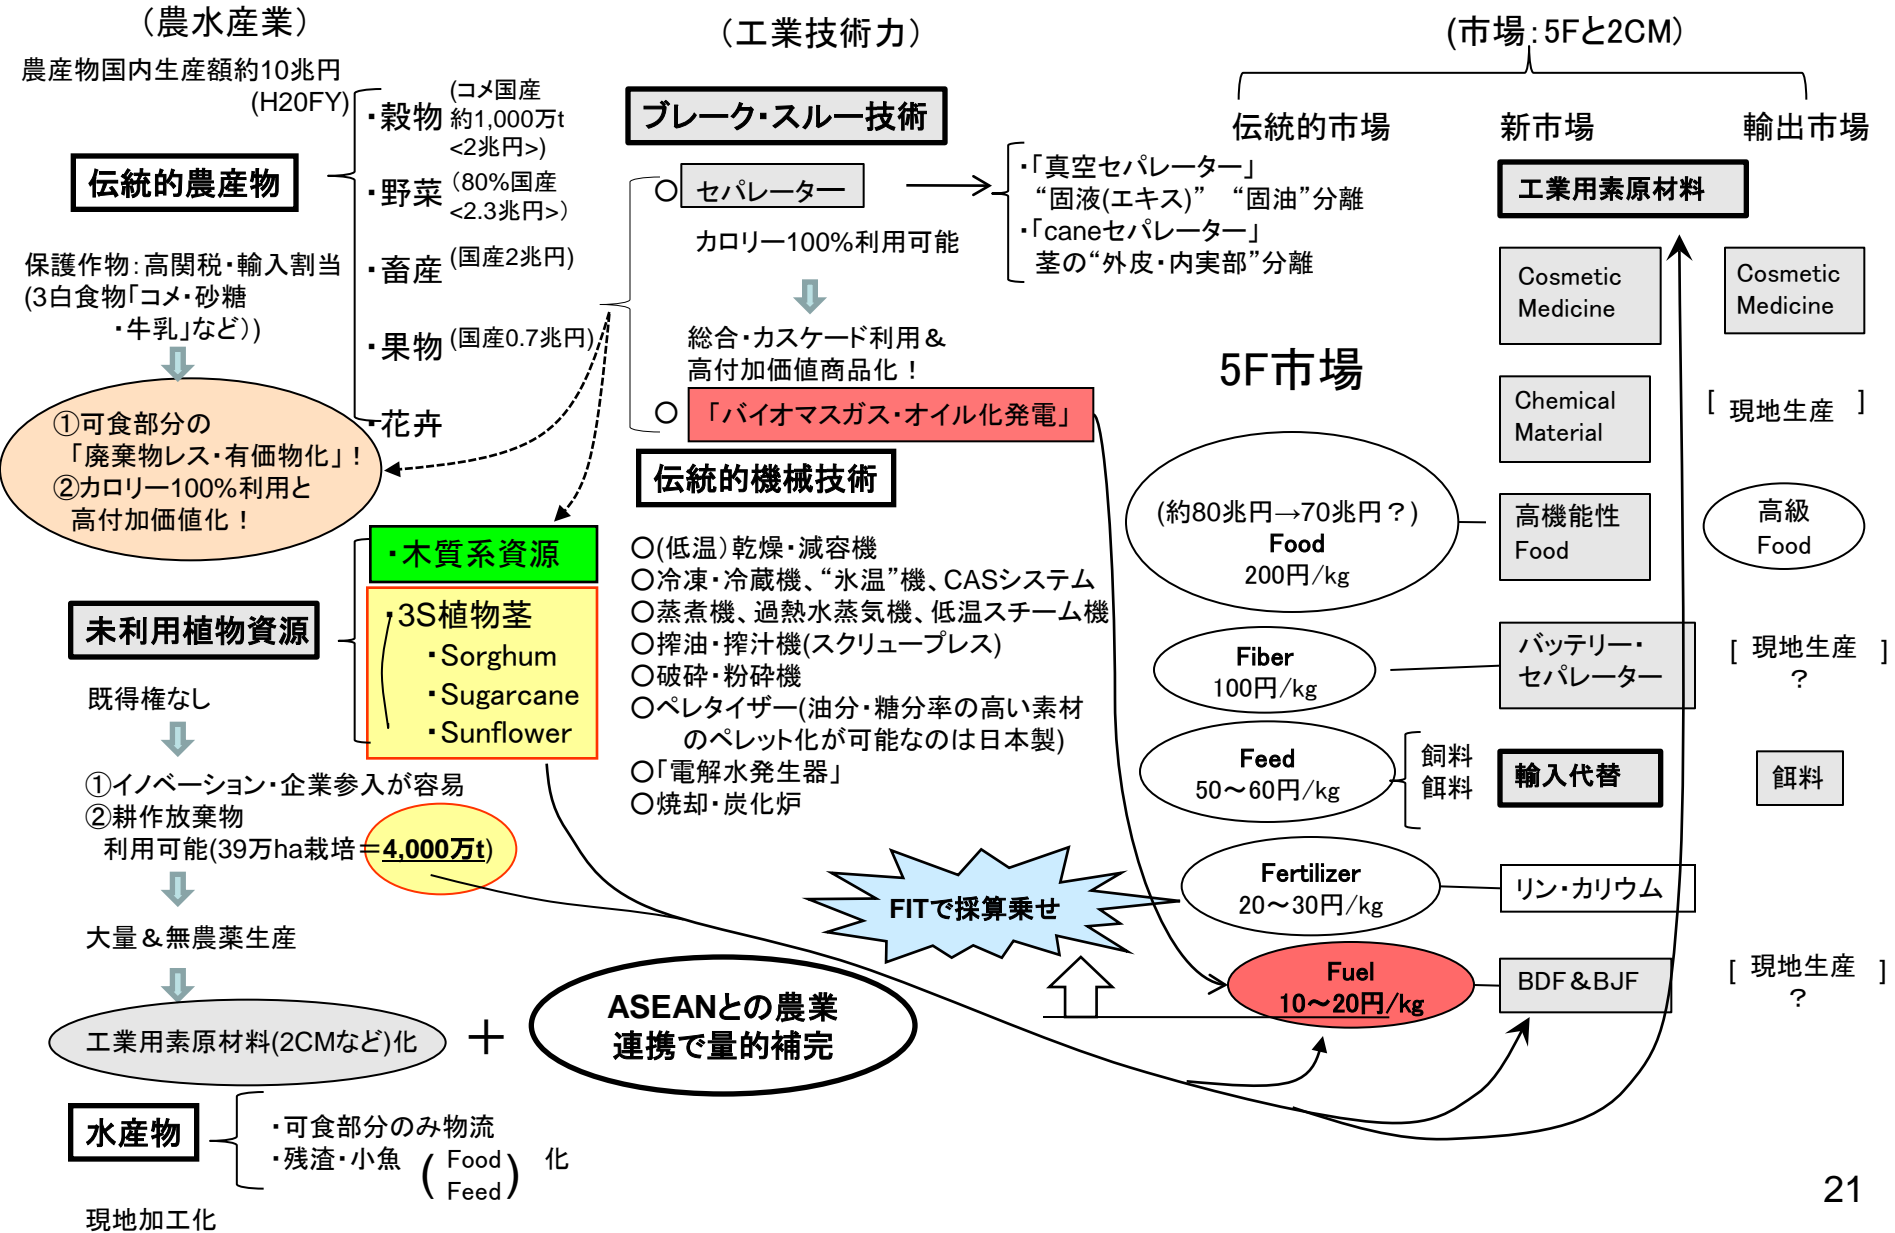 （農水産業）
農産物国内生産額約10兆円
(H20FY)
伝統的農産物
・穀物
(コメ国産
約1,000万t
<2兆円>)
・野菜
（80%国産
<2.3兆円>）
・畜産
(国産2兆円)
・果物
(国産0.7兆円)
・花卉
保護作物：高関税・輸入割当
(3白食物「コメ・砂糖
・牛乳」など））
①可食部分の
「廃棄物レス・有価物化」！
②カロリー100%利用と
高付加価値化！
未利用植物資源
・木質系資源
・3S植物茎
・Sorghum
・Sugarcane
・Sunflower
既得権なし
①イノベーション・企業参入が容易
②耕作放棄物
利用可能(39万ha栽培＝4,000万t)
大量＆無農薬生産
工業用素原材料(2CMなど)化
＋
ASEANとの農業
連携で量的補完
水産物
・可食部分のみ物流
・残渣・小魚
(Food
Feed)
化
現地加工化
（工業技術力）
ブレーク・スルー技術
○セパレーター
・「真空セパレーター」
“固液(エキス)”　“固油”分離
・「caneセパレーター」
茎の“外皮・内実部”分離
カロリー100%利用可能
総合・カスケード利用＆
高付加価値商品化！
○「バイオマスガス・オイル化発電」
伝統的機械技術
○(低温）乾燥・減容機
○冷凍・冷蔵機、“氷温”機、CASシステム
○蒸煮機、過熱水蒸気機、低温スチーム機
○搾油・搾汁機(スクリュープレス)
○破砕・粉砕機
○ペレタイザー(油分・糖分率の高い素材
のペレット化が可能なのは日本製)
○「電解水発生器」
○焼却・炭化炉
FITで採算乗せ
(市場：5Fと2CM）
伝統的市場
新市場
輸出市場
工業用素原材料
Cosmetic
Medicine
Cosmetic
Medicine
5F市場
Chemical
Material
[ 現地生産 ]
(約80兆円→70兆円？)
Food
200円/kg
高機能性
Food
高級
Food
Fiber
100円/kg
バッテリー・
セパレーター
[ 現地生産 ]
？
Feed
50～60円/kg
飼料
餌料
輸入代替
餌料
Fertilizer
20～30円/kg
リン・カリウム
Fuel
10～20円/kg
BDF＆BJF
[ 現地生産 ]
？
21